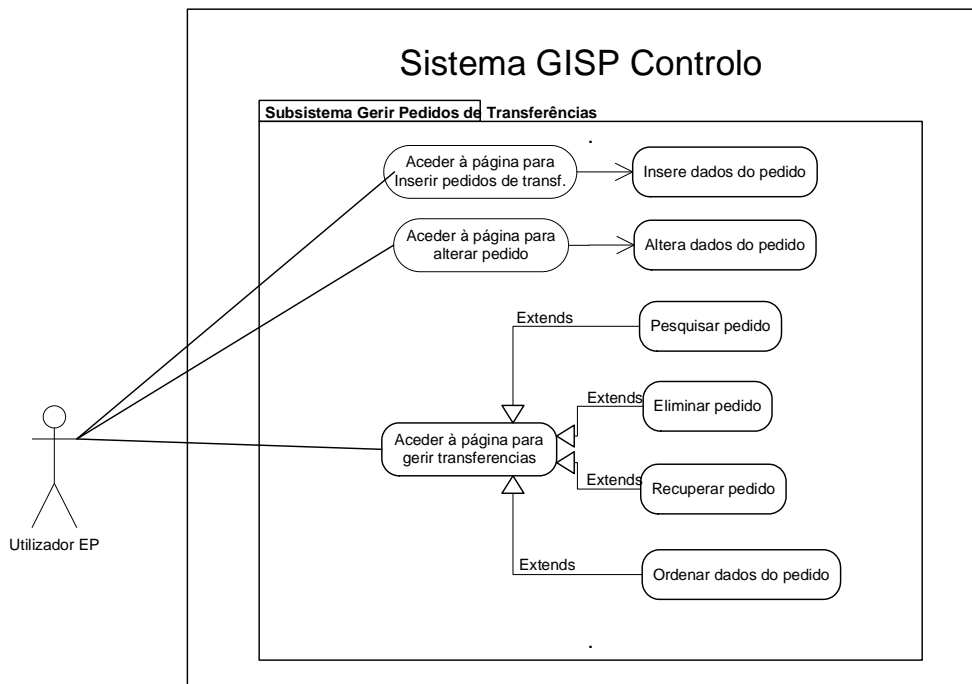 Sistema GISP Controlo
Subsistema Gerir Pedidos de Transferências
Aceder à página para
Inserir pedidos de transf.
Insere dados do pedido
Aceder à página para
alterar pedido
Altera dados do pedido
Extends
Pesquisar pedido
Extends
Eliminar pedido
Aceder à página para
gerir transferencias
Extends
Recuperar pedido
Extends
Ordenar dados do pedido
Utilizador EP